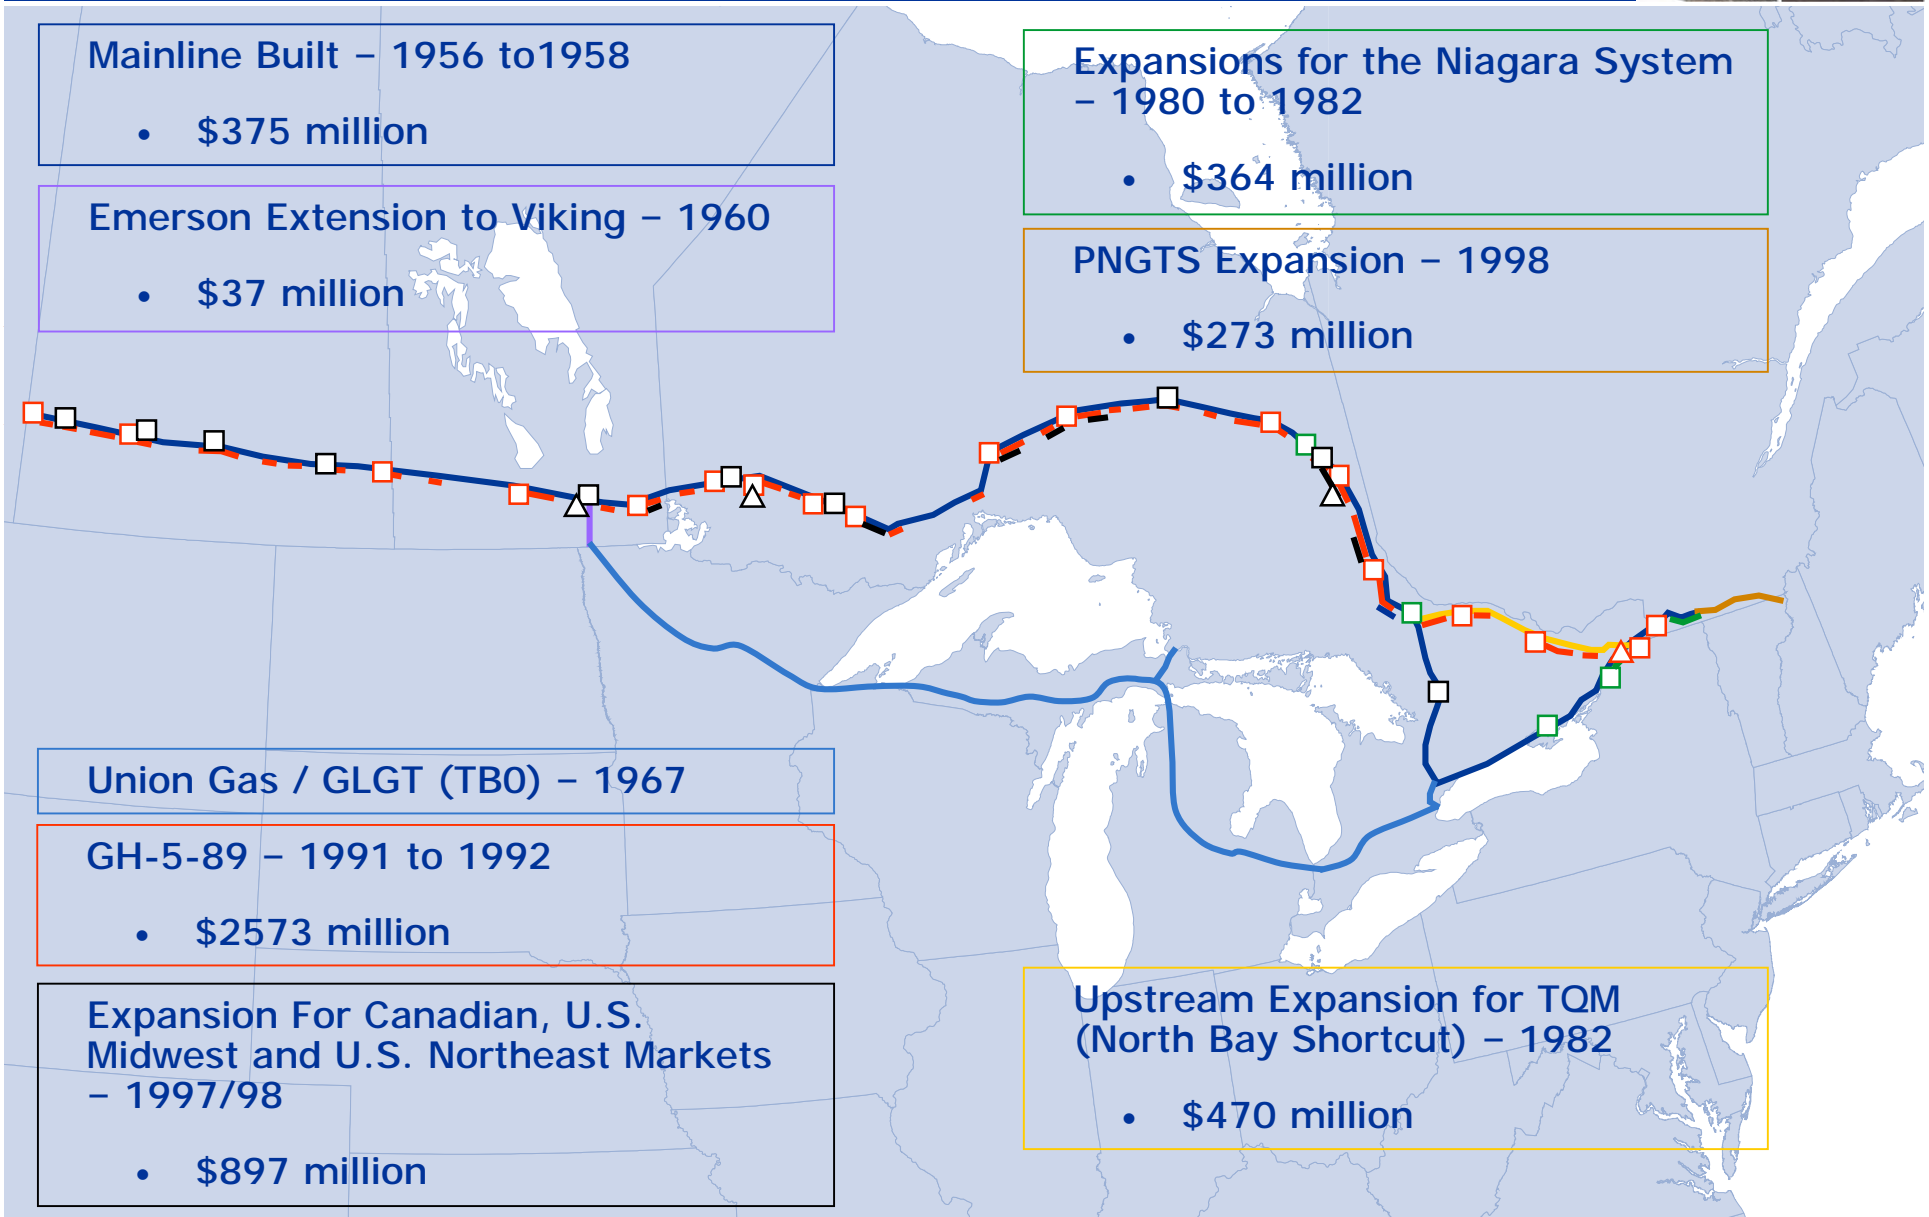 Mainline Built – 1956 to1958
• $375 million
Emerson Extension to Viking – 1960
• $37 million
Expansions for the Niagara System
– 1980 to 1982
• $364 million
PNGTS Expansion – 1998
• $273 million
Union Gas / GLGT (TB0) – 1967
GH-5-89 – 1991 to 1992
• $2573 million
Expansion For Canadian, U.S.
Midwest and U.S. Northeast Markets
– 1997/98
• $897 million
Upstream Expansion for TQM
(North Bay Shortcut) – 1982
• $470 million